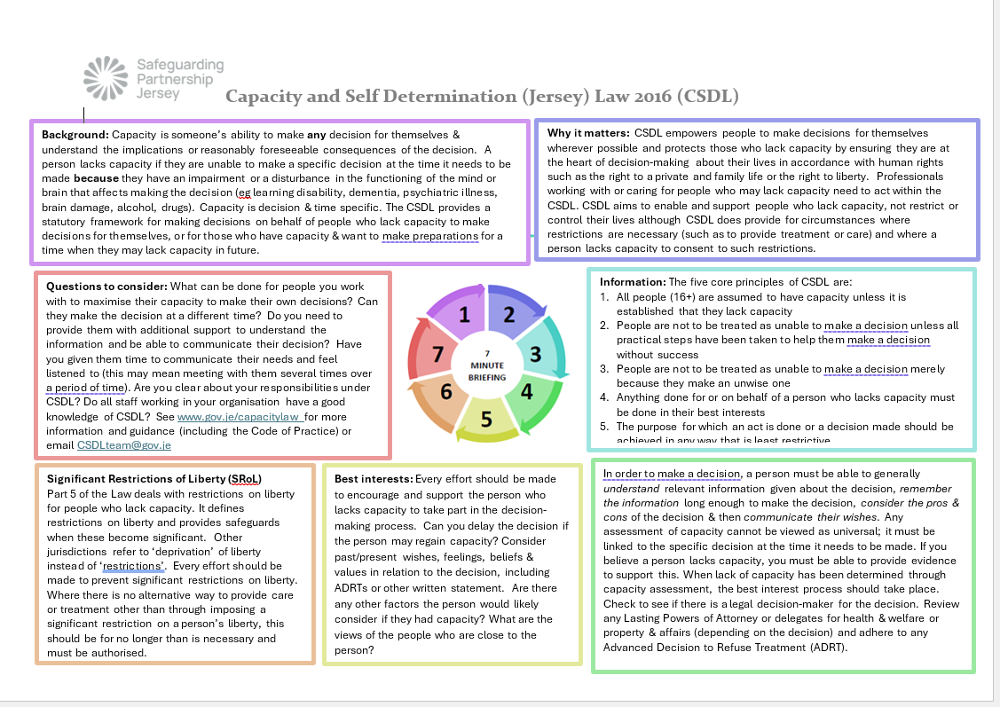 Safeguarding
Partnership
Jersey
Capacity and Self Determination (Jersey) Law 2016 (CSDL)
Background: Capacity is someone's ability to make any decision for themselves &
understand the implications or reasonably foreseeable consequences of the decision. A
person lacks capacity if they are unable to make a specific decision at the time it needs to be
made because they have an impairment or a disturbance in the functioning of the mind or
brain that affects making the decision (eg learning disability, dementia, psychiatric illness,
brain damage, alcohol, drugs). Capacity is decision & time specific. The CSDL provides a
statutory framework for making decisions on behalf of people who lack capacity to make
decisions for themselves, or for those who have capacity & want to make preparations for a
time when they may lack capacity in future.
Why it matters: CSDL empowers people to make decisions for themselves
wherever possible and protects those who lack capacity by ensuring they are at
the heart of decision-making about their lives in accordance with human rights
such as the right to a private and family life or the right to liberty. Professionals
working with or caring for people who may lack capacity need to act within the
CSDL. CSDL aims to enable and support people who lack capacity, not restrict or
control their lives although CSDL does provide for circumstances where
restrictions are necessary (such as to provide treatment or care) and where a
person lacks capacity to consent to such restrictions.
Questions to consider: What can be done for people you work
with to maximise their capacity to make their own decisions? Can
they make the decision at a different time? Do you need to
provide them with additional support to understand the
information and be able to communicate their decision? Have
you given them time to communicate their needs and feel
listened to (this may mean meeting with them several times over
a period of time). Are you clear about your responsibilities under
CSDL? Do all staff working in your organisation have a good
knowledge of CSDL? See www.gov.je/capacitylaw for more
information and guidance (including the Code of Practice) or
email CSDLteam@gov.je
1
2
3
4
5
6
7
7
MINUTE
BRIEFING
Information: The five core principles of CSDL are:
1. All people (16+) are assumed to have capacity unless it is
established that they lack capacity
2. People are not to be treated as unable to make a decision unless all
practical steps have been taken to help them make a decision
without success
3. People are not to be treated as unable to make a decision merely
because they make an unwise one
4. Anything done for or on behalf of a person who lacks capacity must
be done in their best interests
5. The purpose for which an act is done or a decision made should be
achieved in any way that is least restrictive
Significant Restrictions of Liberty (SRoL)
Part 5 of the Law deals with restrictions on liberty
for people who lack capacity. It defines
restrictions on liberty and provides safeguards
when these become significant. Other
jurisdictions refer to 'deprivation' of liberty
instead of 'restrictions'. Every effort should be
made to prevent significant restrictions on liberty.
Where there is no alternative way to provide care
or treatment other than through imposing a
significant restriction on a person's liberty, this
should be for no longer than is necessary and
must be authorised.
Best interests: Every effort should be made
to encourage and support the person who
lacks capacity to take part in the decision-
making process. Can you delay the decision if
the person may regain capacity? Consider
past/present wishes, feelings, beliefs &
values in relation to the decision, including
ADRTs or other written statement. Are there
any other factors the person would likely
consider if they had capacity? What are the
views of the people who are close to the
person?
In order to make a decision, a person must be able to generally
understand relevant information given about the decision, remember
the information long enough to make the decision, consider the pros &
cons of the decision & then communicate their wishes. Any
assessment of capacity cannot be viewed as universal; it must be
linked to the specific decision at the time it needs to be made. If you
believe a person lacks capacity, you must be able to provide evidence
to support this. When lack of capacity has been determined through
capacity assessment, the best interest process should take place.
Check to see if there is a legal decision-maker for the decision. Review
any Lasting Powers of Attorney or delegates for health & welfare or
property & affairs (depending on the decision) and adhere to any
Advanced Decision to Refuse Treatment (ADRT).